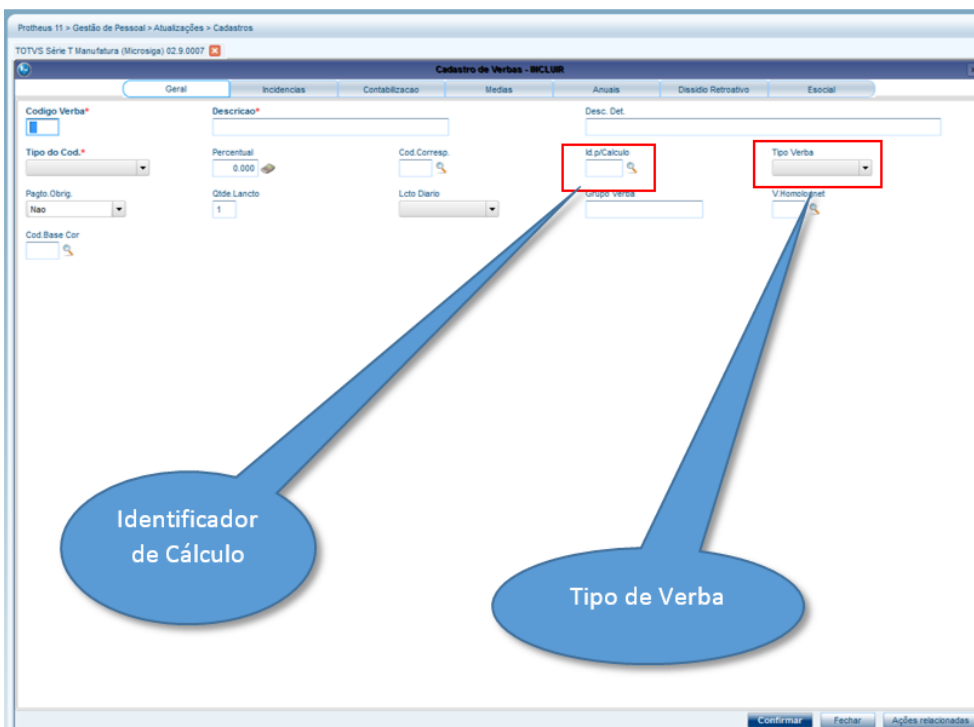 Protheus 11 > Gestão de Pessoal > Atualizações > Cadastros
TOTVS Série T Manufatura (Microsiga) 02.9.0007
Cadastro de Verbas - INCLUIR
Geral Incidencias Contabilizacao Medias Anuais Dissidio Retroativo Esocial
Codigo Verba* Descricao* Desc. Det.
Tipo do Cod.* Percentual Cod.Corresp. Id.p/Calculo Tipo Verba
0.000
Pagto.Obrig. Qtde.Lancto Lcto Diario Grupo Verba V.Homolognet
Nao 1
Cod.Base Cor
Identificador
de Cálculo
Tipo de Verba
Confirmar Fechar Ações relacionadas